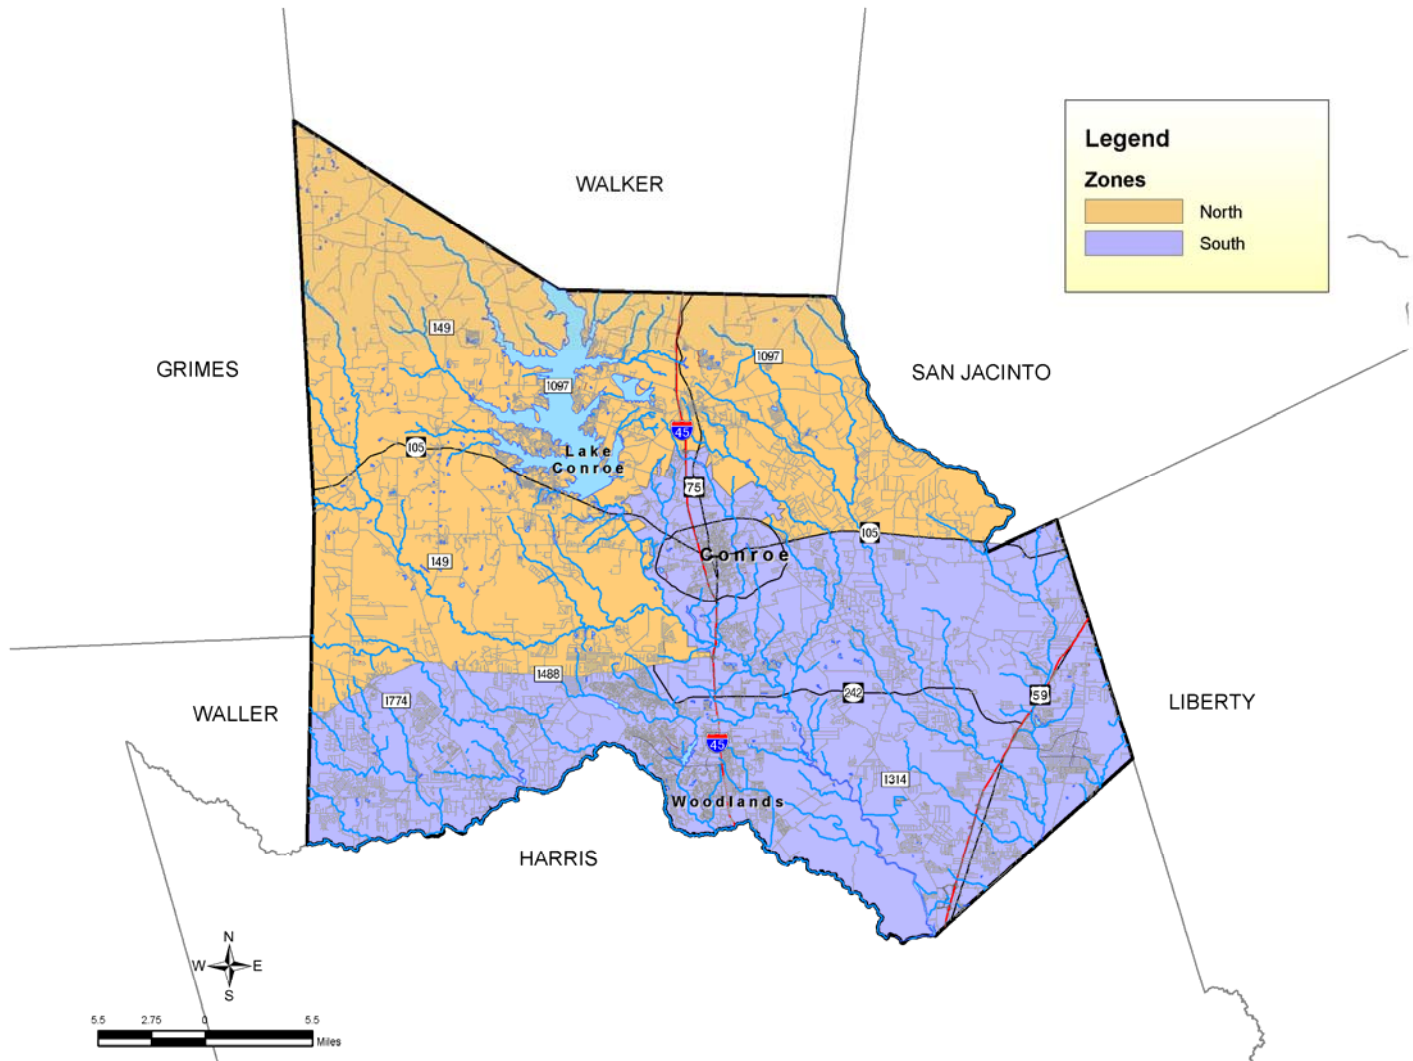 Legend
Zones
North
South
WALKER
GRIMES
SAN JACINTO
149
1097
1097
45
105
Lake
Conroe
75
105
Conroe
149
1488
1774
242
59
WALLER
LIBERTY
45
1314
Woodlands
HARRIS
N
W E
S
5.5 2.75 0 5.5
Miles